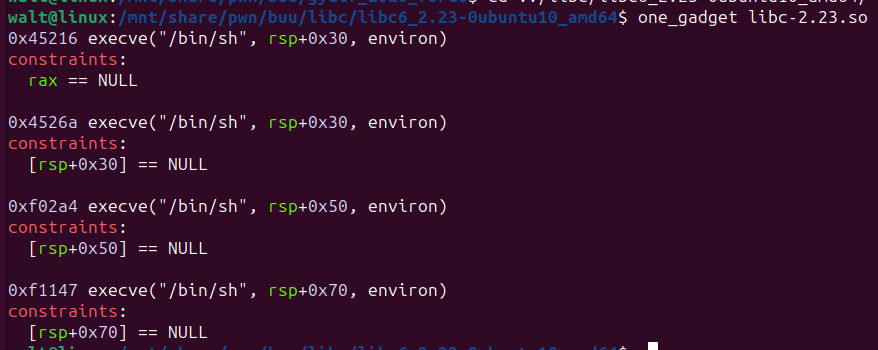 walt@linux:/mnt/share/pwn/buu/libc/libc6_2.23-0ubuntu10_amd64$ one_gadget libc-2.23.so
0x45216 execve("/bin/sh", rsp+0x30, environ)
constraints:
  rax == NULL
0x4526a execve("/bin/sh", rsp+0x30, environ)
constraints:
  [rsp+0x30] == NULL
0xf02a4 execve("/bin/sh", rsp+0x50, environ)
constraints:
  [rsp+0x50] == NULL
0xf1147 execve("/bin/sh", rsp+0x70, environ)
constraints:
  [rsp+0x70] == NULL